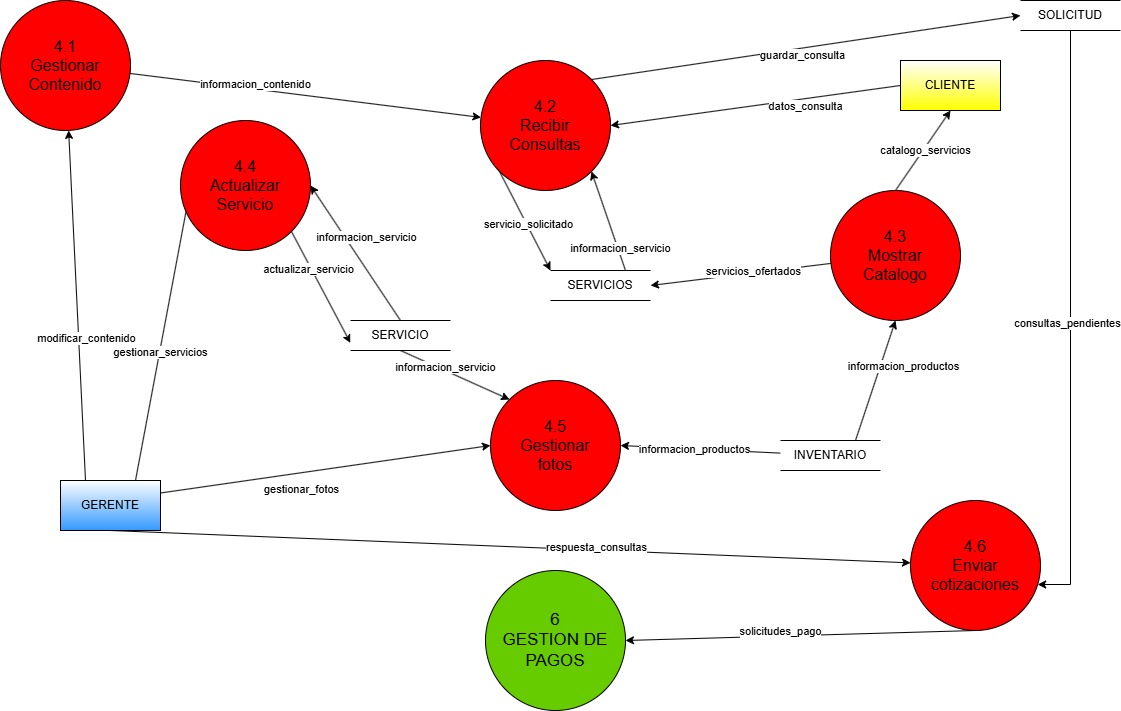 SOLICITUD
4.1
Gestionar
Contenido
guardar_consulta
informacion_contenido
CLIENTE
datos_consulta
4.2
Recibir
Consultas
catalogo_servicios
4.4
Actualizar
Servicio
servicio_solicitado
informacion_servicio
informacion_servicio
4.3
Mostrar
Catalogo
actualizar_servicio
servicios_ofertados
SERVICIOS
consultas_pendientes
SERVICIO
modificar_contenido
gestionar_servicios
informacion_servicio
informacion_productos
4.5
Gestionar
fotos
informacion_productos
INVENTARIO
gestionar_fotos
GERENTE
respuesta_consultas
4.6
Enviar
cotizaciones
solicitudes_pago
6
GESTION DE
PAGOS